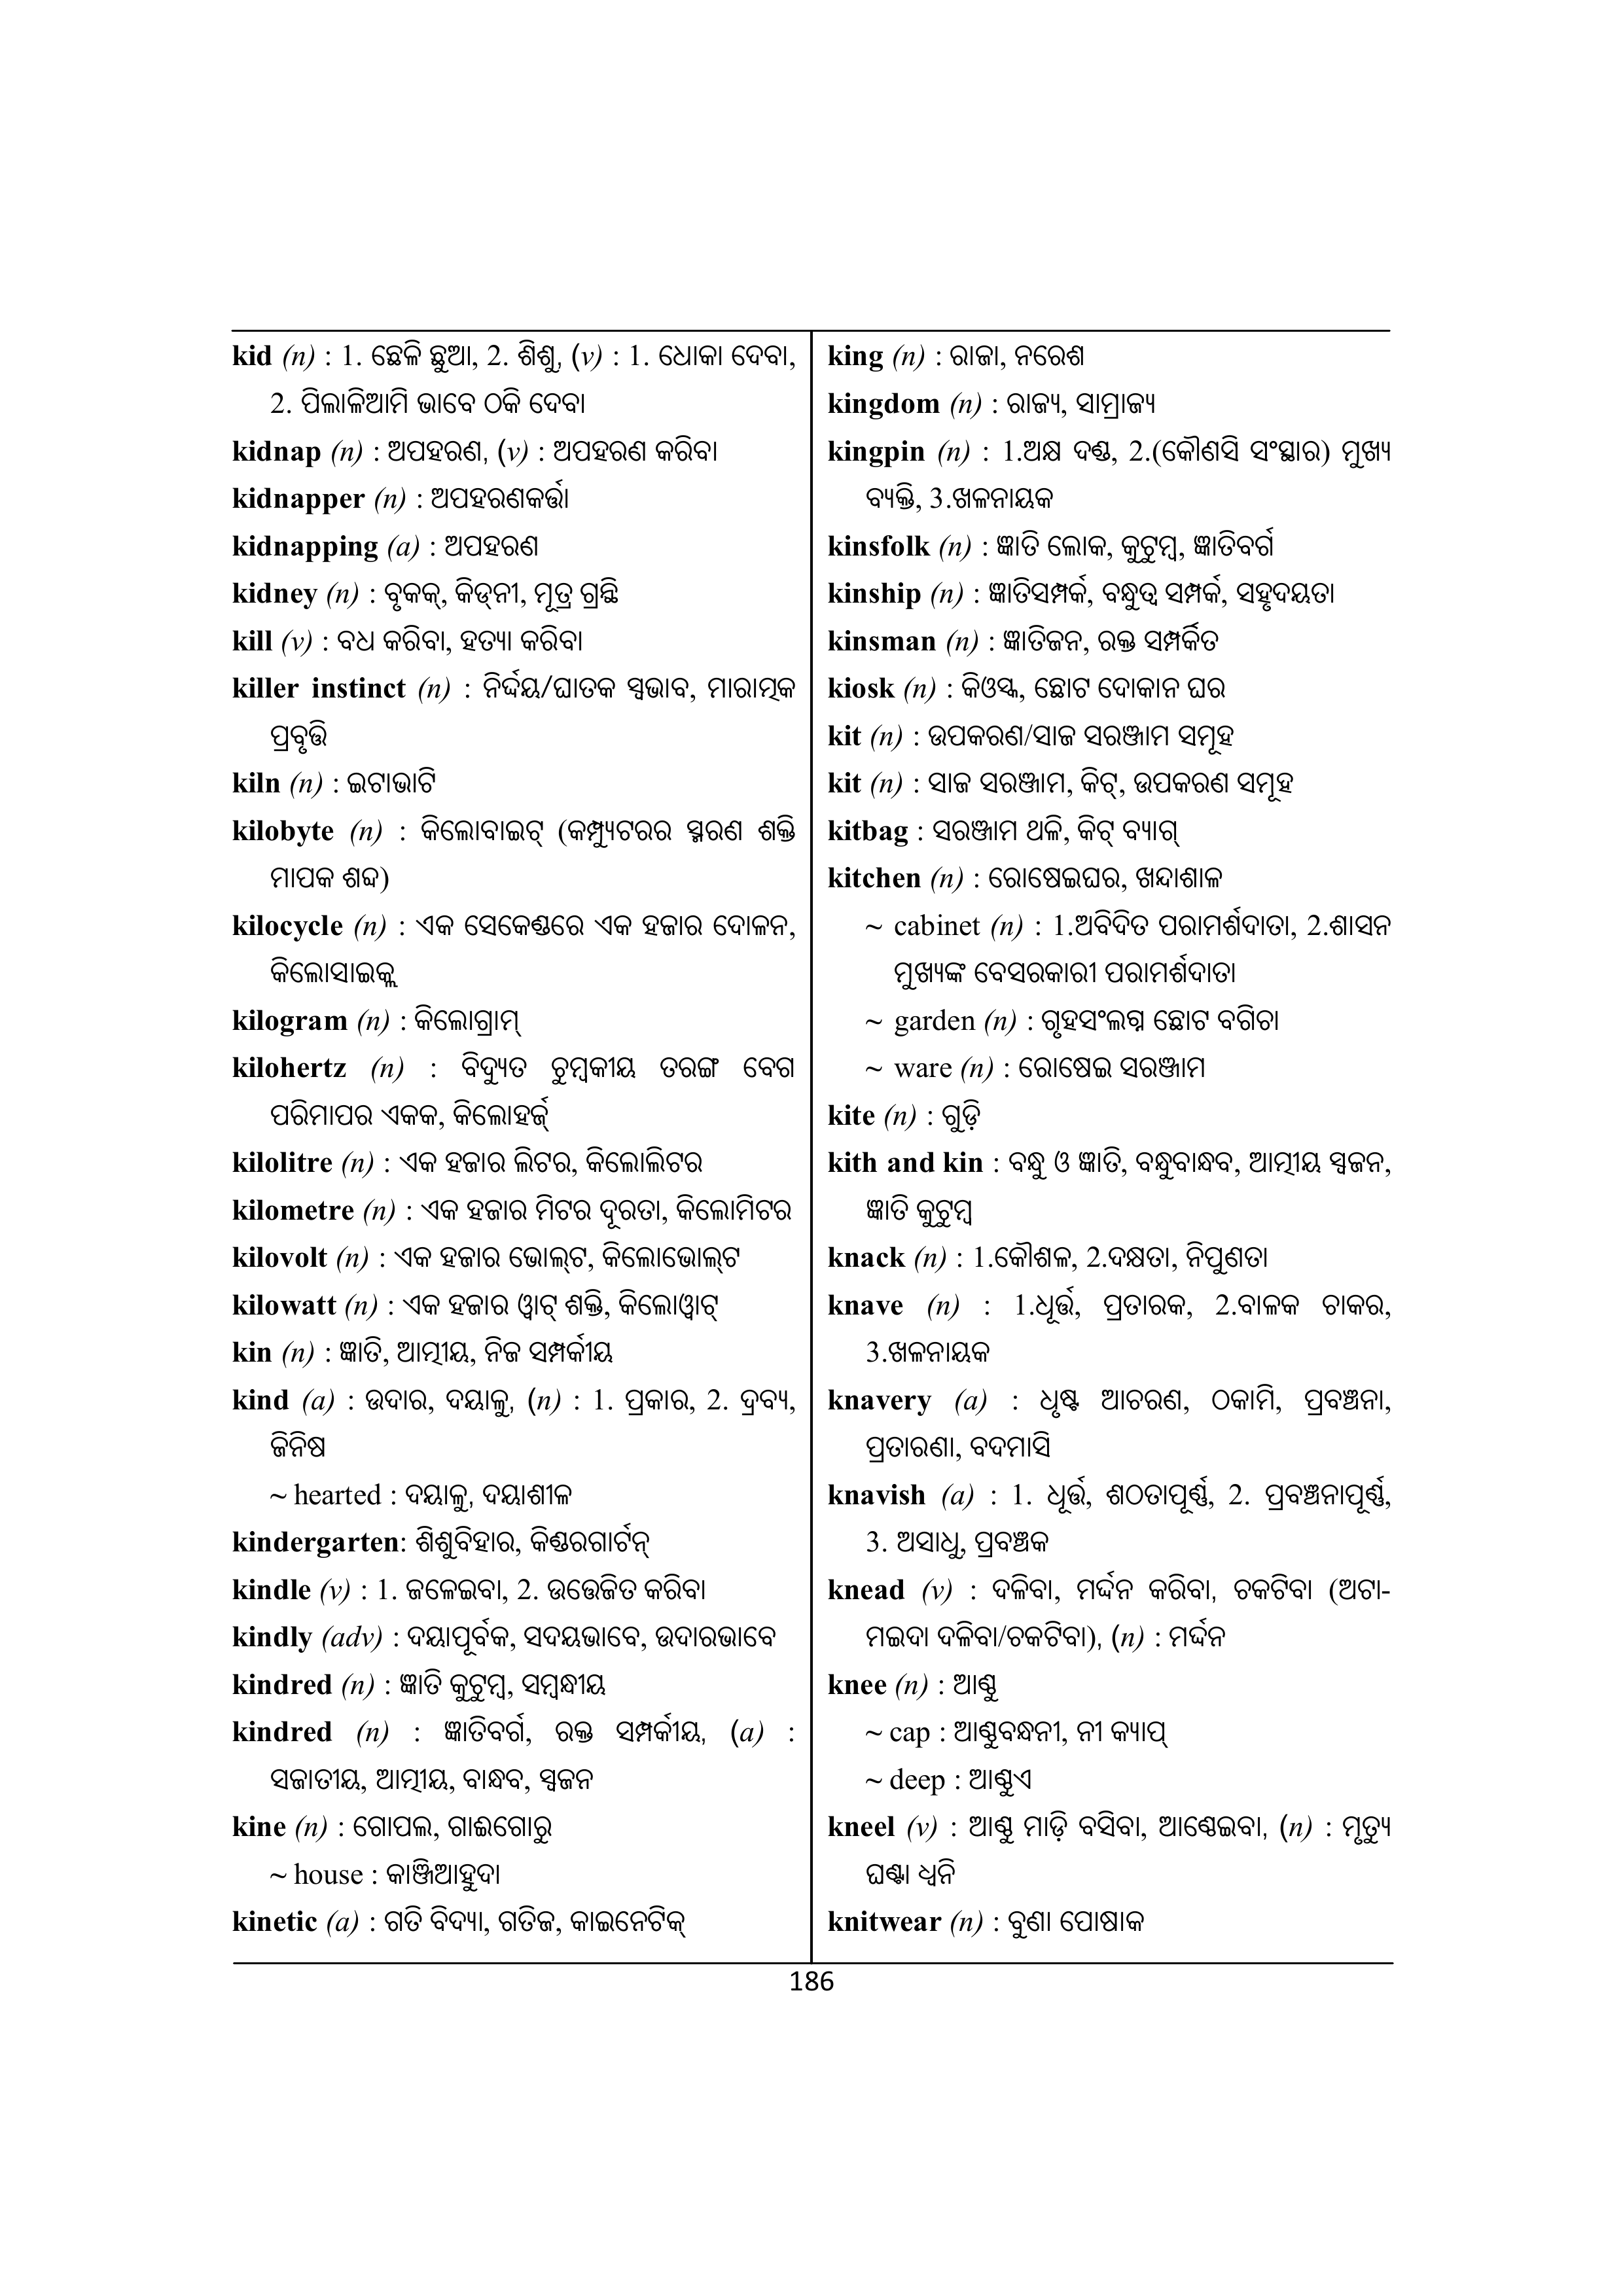 kid (n) : 1. ଛେଳି ଛୁଆ, 2. ଶିଶୁ, (v) : 1. ଧୋକା ଦେବା,
2. ପିଲାଳିଆମି ଭାବେ ଠକି ଦେବା
kidnap (n) : ଅପହରଣ, (v) : ଅପହରଣ କରିବା
kidnapper (n) : ଅପହରଣକର୍ତ୍ତା
kidnapping (a) : ଅପହରଣ
kidney (n) : ବୃକକ୍, କିଡ୍‌ନୀ, ମୂତ୍ର ଗ୍ରନ୍ଥି
kill (v) : ବଧ କରିବା, ହତ୍ୟା କରିବା
killer instinct (n) : ନିର୍ଦ୍ଦୟ/ଘାତକ ସ୍ଵଭାବ, ମାରାତ୍ମକ
ପ୍ରବୃତ୍ତି
kiln (n) : ଇଟାଭାଟି
kilobyte (n) : କିଲୋବାଇଟ୍ (କମ୍ପ୍ୟୁଟରର ସ୍ମରଣ ଶକ୍ତି
ମାପକ ଶବ୍ଦ)
kilocycle (n) : ଏକ ସେକେଣ୍ଡରେ ଏକ ହଜାର ଦୋଳନ,
କିଲୋସାଇକ୍ଲ୍
kilogram (n) : କିଲୋଗ୍ରାମ୍
kilohertz (n) : ବିଦ୍ୟୁତ ଚୁମ୍ବକୀୟ ତରଙ୍ଗ ବେଗ
ପରିମାପର ଏକକ, କିଲୋହର୍ଜ୍
kilolitre (n) : ଏକ ହଜାର ଲିଟର, କିଲୋଲିଟର
kilometre (n) : ଏକ ହଜାର ମିଟର ଦୂରତା, କିଲୋମିଟର
kilovolt (n) : ଏକ ହଜାର ଭୋଲ୍‌ଟ, କିଲୋଭୋଲ୍‌ଟ
kilowatt (n) : ଏକ ହଜାର ୱାଟ୍ ଶକ୍ତି, କିଲୋୱାଟ୍
kin (n) : ଜ୍ଞାତି, ଆତ୍ମୀୟ, ନିଜ ସମ୍ପର୍କୀୟ
kind (a) : ଉଦାର, ଦୟାଳୁ, (n) : 1. ପ୍ରକାର, 2. ଦ୍ରବ୍ୟ,
ଜିନିଷ
~ hearted : ଦୟାଳୁ, ଦୟାଶୀଳ
kindergarten: ଶିଶୁବିହାର, କିଣ୍ଡରଗାର୍ଟନ୍
kindle (v) : 1. ଜଳେଇବା, 2. ଉତ୍ତେଜିତ କରିବା
kindly (adv) : ଦୟାପୂର୍ବକ, ସଦୟଭାବେ, ଉଦାରଭାବେ
kindred (n) : ଜ୍ଞାତି କୁଟୁମ୍ବ, ସମ୍ବନ୍ଧୀୟ
kindred (n) : ଜ୍ଞାତିବର୍ଗ, ରକ୍ତ ସମ୍ପର୍କୀୟ, (a) :
ସଜାତୀୟ, ଆତ୍ମୀୟ, ବାନ୍ଧବ, ସ୍ଵଜନ
kine (n) : ଗୋପଲ, ଗାଈଗୋରୁ
~ house : କାଞ୍ଜିଆହୁଦା
kinetic (a) : ଗତି ବିଦ୍ୟା, ଗତିଜ, କାଇନେଟିକ୍
king (n) : ରାଜା, ନରେଶ
kingdom (n) : ରାଜ୍ୟ, ସାମ୍ରାଜ୍ୟ
kingpin (n) : 1.ଅକ୍ଷ ଦଣ୍ଡ, 2.(କୌଣସି ସଂସ୍ଥାର) ମୁଖ୍ୟ
ବ୍ୟକ୍ତି, 3.ଖଳନାୟକ
kinsfolk (n) : ଜ୍ଞାତି ଲୋକ, କୁଟୁମ୍ବ, ଜ୍ଞାତିବର୍ଗ
kinship (n) : ଜ୍ଞାତିସମ୍ପର୍କ, ବନ୍ଧୁତ୍ଵ ସମ୍ପର୍କ, ସହୃଦୟତା
kinsman (n) : ଜ୍ଞାତିଜନ, ରକ୍ତ ସମ୍ପର୍କିତ
kiosk (n) : କିଓସ୍କ, ଛୋଟ ଦୋକାନ ଘର
kit (n) : ଉପକରଣ/ସାଜ ସରଞ୍ଜାମ ସମୂହ
kit (n) : ସାଜ ସରଞ୍ଜାମ, କିଟ୍, ଉପକରଣ ସମୂହ
kitbag : ସରଞ୍ଜାମ ଥଳି, କିଟ୍ ବ୍ୟାଗ୍
kitchen (n) : ରୋଷେଇଘର, ଖନ୍ଦାଶାଳ
~ cabinet (n) : 1.ଅବିଦିତ ପରାମର୍ଶଦାତା, 2.ଶାସନ
ମୁଖ୍ୟଙ୍କ ବେସରକାରୀ ପରାମର୍ଶଦାତା
~ garden (n) : ଗୃହସଂଲଗ୍ନ ଛୋଟ ବଗିଚା
~ ware (n) : ରୋଷେଇ ସରଞ୍ଜାମ
kite (n) : ଗୁଡ଼ି
kith and kin : ବନ୍ଧୁ ଓ ଜ୍ଞାତି, ବନ୍ଧୁବାନ୍ଧବ, ଆତ୍ମୀୟ ସ୍ଵଜନ,
ଜ୍ଞାତି କୁଟୁମ୍ବ
knack (n) : 1.କୌଶଳ, 2.ଦକ୍ଷତା, ନିପୁଣତା
knave (n) : 1.ଧୂର୍ତ୍ତ, ପ୍ରତାରକ, 2.ବାଳକ ଚାକର,
3.ଖଳନାୟକ
knavery (a) : ଧୃଷ୍ଟ ଆଚରଣ, ଠକାମି, ପ୍ରବଞ୍ଚନା,
ପ୍ରତାରଣା, ବଦମାସି
knavish (a) : 1. ଧୂର୍ତ୍ତ, ଶଠତାପୂର୍ଣ୍ଣ, 2. ପ୍ରବଞ୍ଚନାପୂର୍ଣ୍ଣ,
3. ଅସାଧୁ, ପ୍ରବଞ୍ଚକ
knead (v) : ଦଳିବା, ମର୍ଦ୍ଦନ କରିବା, ଚକଟିବା (ଅଟା-
ମଇଦା ଦଳିବା/ଚକଟିବା), (n) : ମର୍ଦ୍ଦନ
knee (n) : ଆଣ୍ଠୁ
~ cap : ଆଣ୍ଠୁବନ୍ଧନୀ, ନୀ କ୍ୟାପ୍
~ deep : ଆଣ୍ଠୁଏ
kneel (v) : ଆଣ୍ଠୁ ମାଡ଼ି ବସିବା, ଆଣ୍ଠେଇବା, (n) : ମୃତ୍ୟୁ
ଘଣ୍ଟା ଧ୍ଵନି
knitwear (n) : ବୁଣା ପୋଷାକ
186